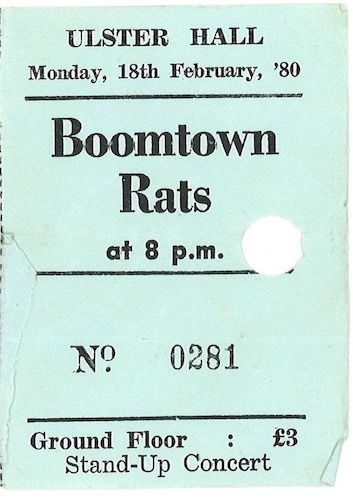 ULSTER HALL
Monday, 18th February, '80
Boomtown
Rats
at 8 p.m.
Nº 0281
Ground Floor : £3
Stand-Up Concert